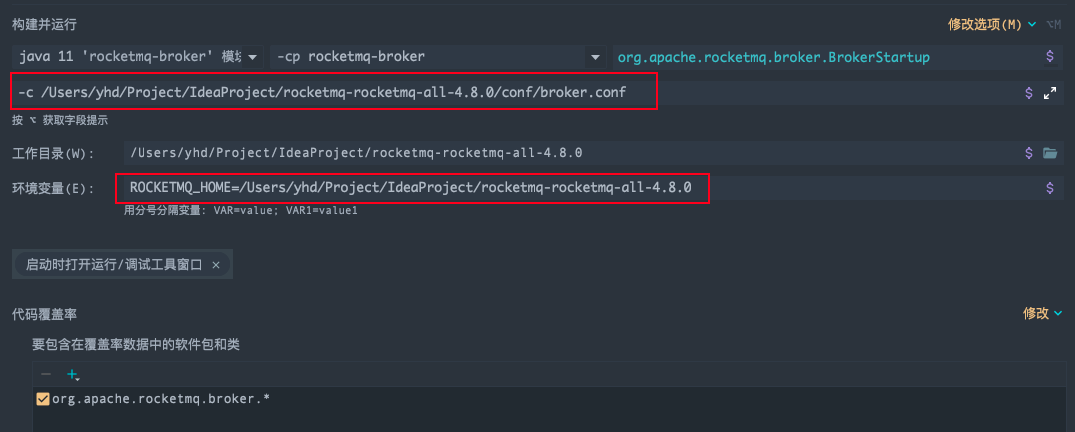 构建并运行
修改选项(M) ⌥M
java 11 'rocketmq-broker' 模块 -cp rocketmq-broker org.apache.rocketmq.broker.BrokerStartup $
-c /Users/yhd/Project/IdeaProject/rocketmq-rocketmq-all-4.8.0/conf/broker.conf $
按 ⌥ 获取字段提示
工作目录(W): /Users/yhd/Project/IdeaProject/rocketmq-rocketmq-all-4.8.0 $
环境变量(E): ROCKETMQ_HOME=/Users/yhd/Project/IdeaProject/rocketmq-rocketmq-all-4.8.0 $
用分号分隔变量: VAR=value; VAR1=value1
启动时打开运行/调试工具窗口 ×
代码覆盖率 修改
要包含在覆盖率数据中的软件包和类
org.apache.rocketmq.broker.*